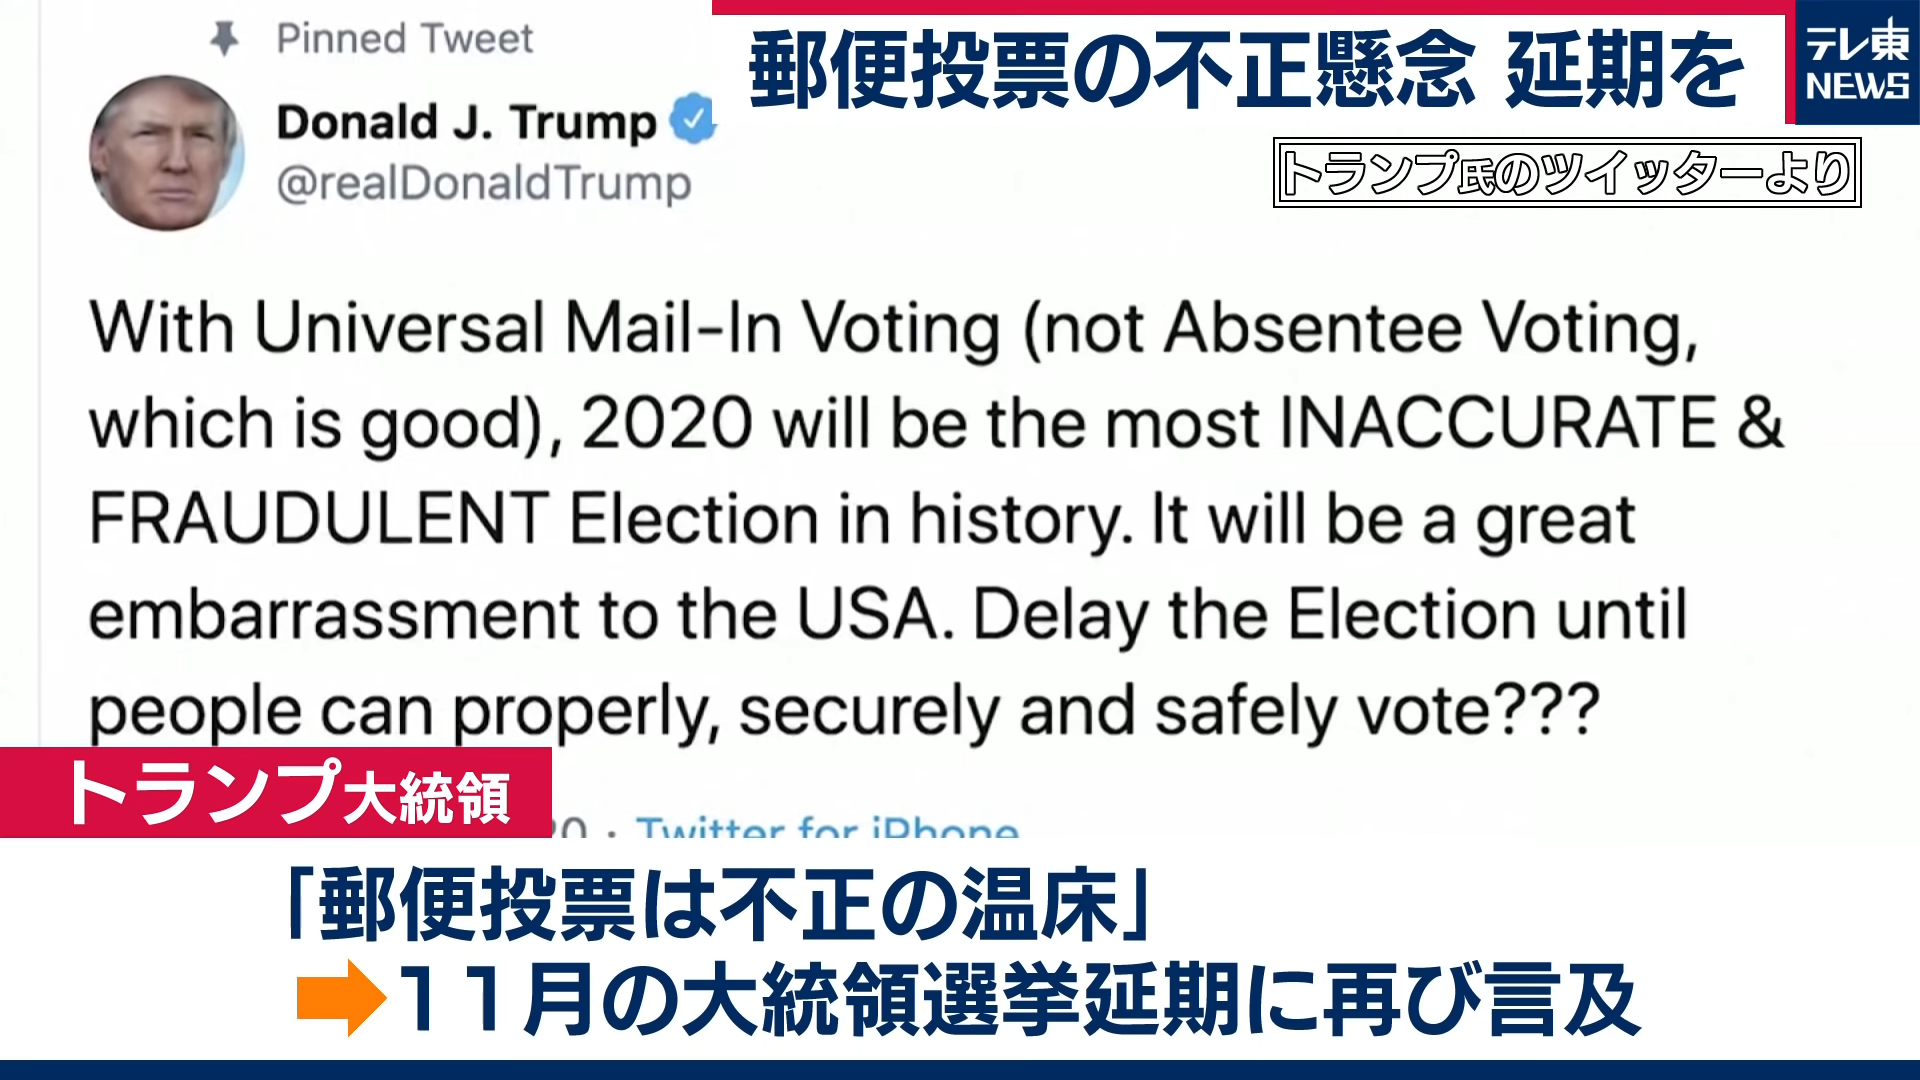 Pinned Tweet
郵便投票の不正懸念 延期を
テレ東
NEWS
Donald J. Trump
@realDonaldTrump
トランプ氏のツイッターより
With Universal Mail-In Voting (not Absentee Voting,
which is good), 2020 will be the most INACCURATE &
FRAUDULENT Election in history. It will be a great
embarrassment to the USA. Delay the Election until
people can properly, securely and safely vote???
トランプ大統領
· Twitter for iPhone
「郵便投票は不正の温床」
➡11月の大統領選挙延期に再び言及